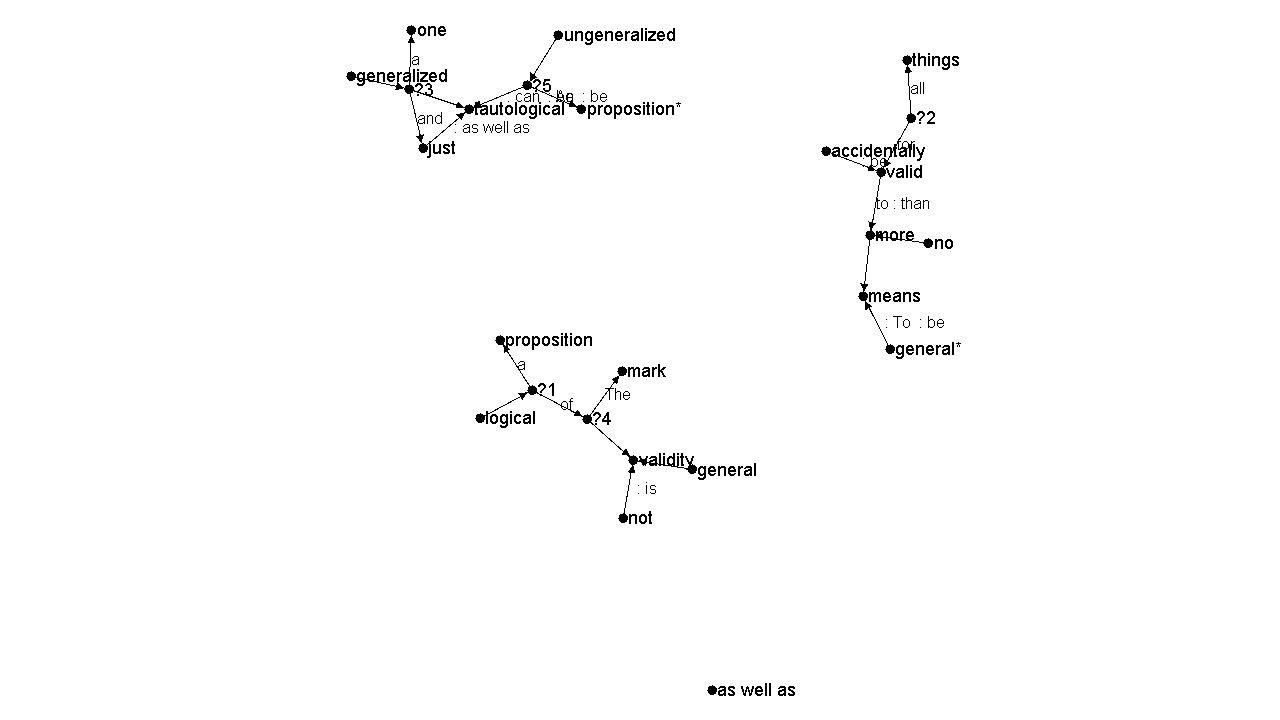 one
ungeneralized
a
generalized
?3
?5
can : be
An : be
tautological
proposition*
and
: as well as
just
things
all
?2
for
accidentally
be
valid
to : than
more
no
means
: To : be
general*
proposition
a
mark
?1
The
of
logical
?4
validity
general
: is
not
as well as